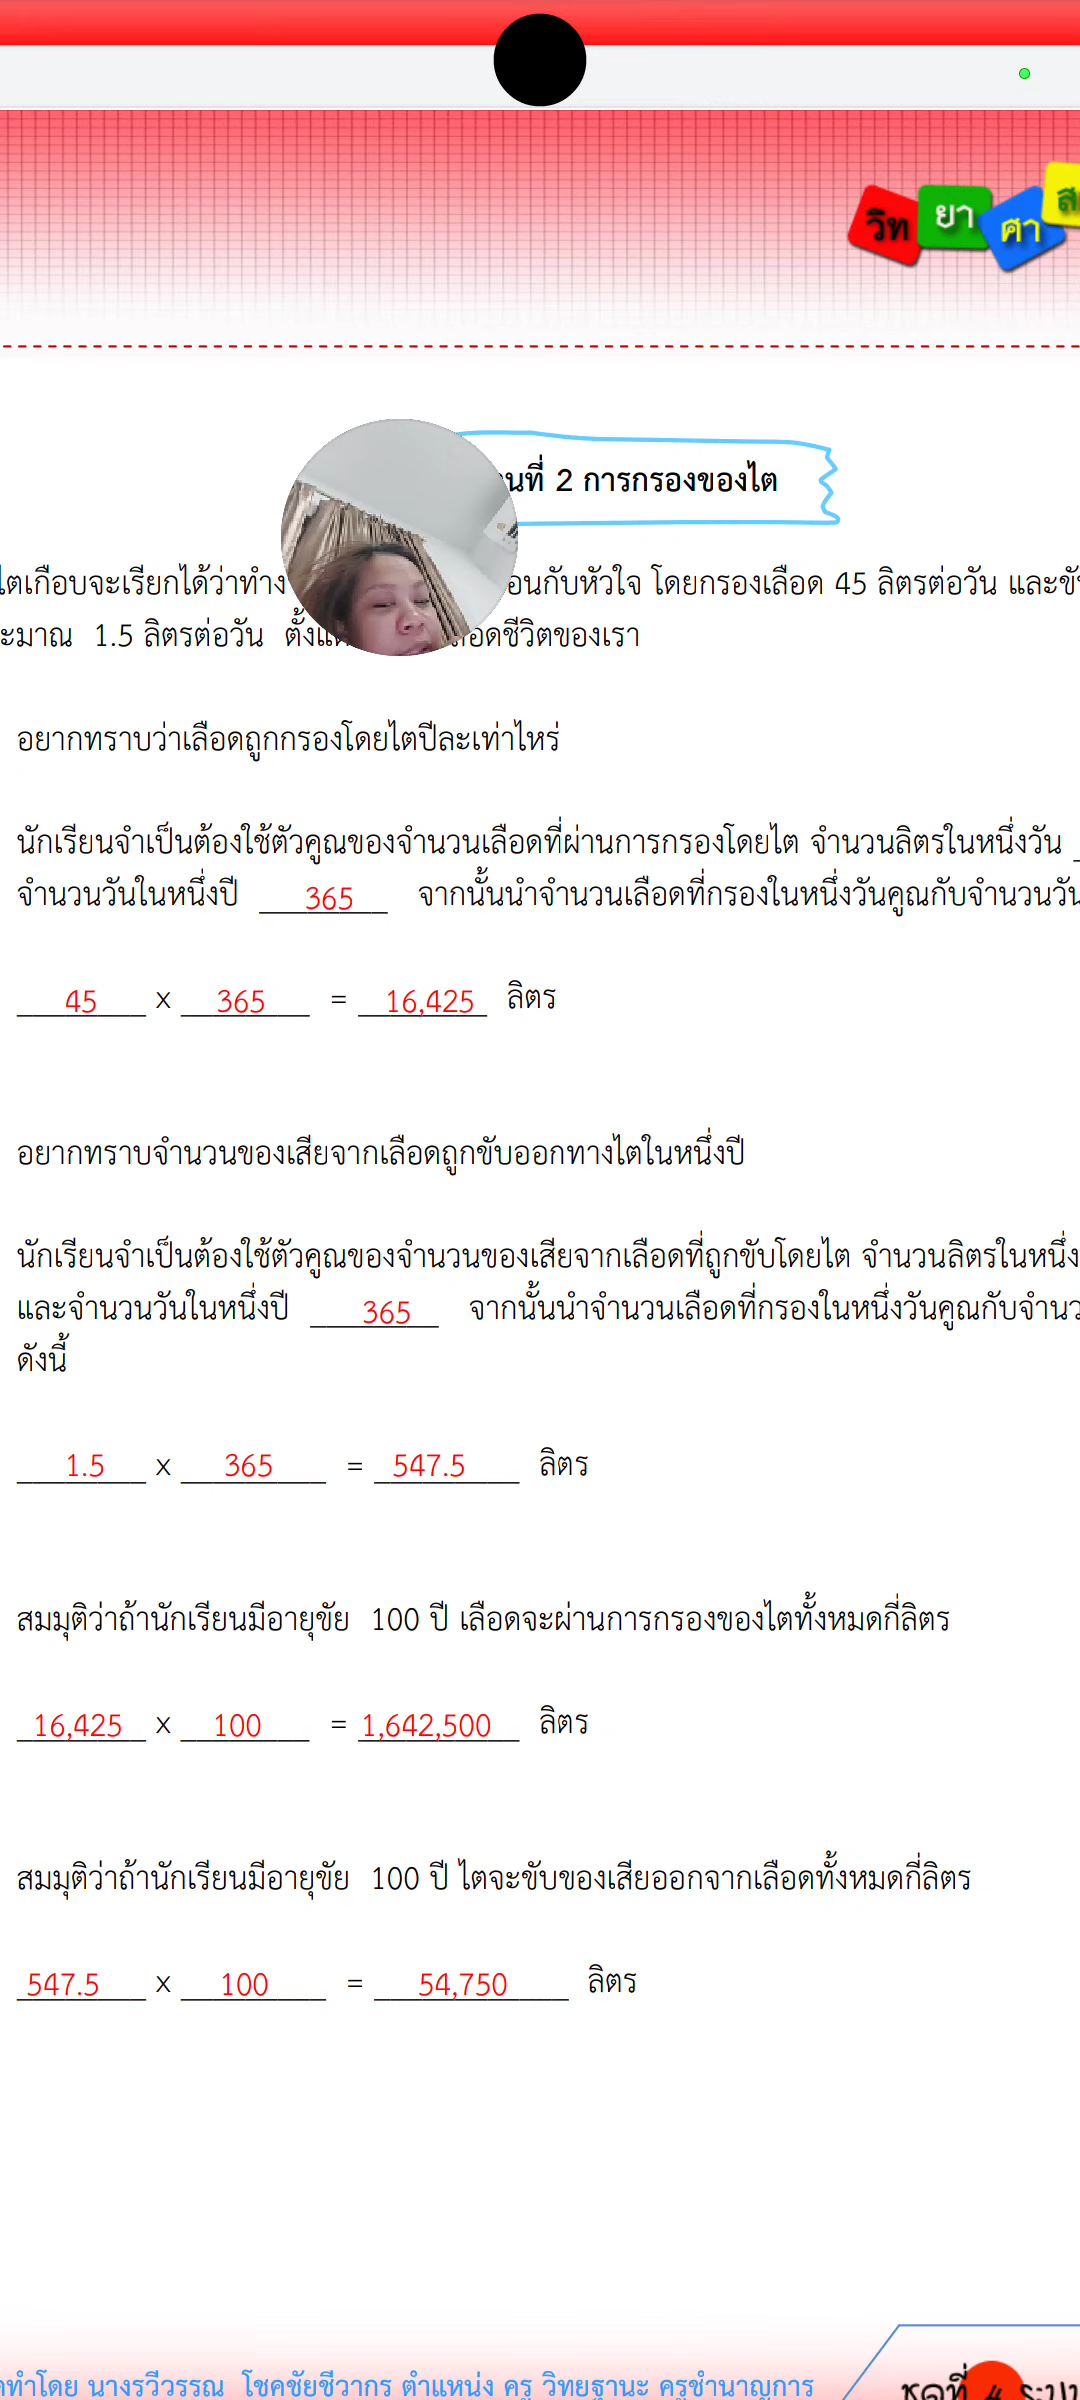 วิท ยา ศา ส
นที่ 2 การกรองของไต
ไตเกือบจะเรียกได้ว่าทำง อนกับหัวใจ โดยกรองเลือด 45 ลิตรต่อวัน และขั
ะมาณ 1.5 ลิตรต่อวัน ตั้งแ ลอดชีวิตของเรา
อยากทราบว่าเลือดถูกกรองโดยไตปีละเท่าไหร่
นักเรียนจำเป็นต้องใช้ตัวคูณของจำนวนเลือดที่ผ่านการกรองโดยไต จำนวนลิตรในหนึ่งวัน _
จำนวนวันในหนึ่งปี 365 จากนั้นนำจำนวนเลือดที่กรองในหนึ่งวันคูณกับจำนวนวัน
45 x 365 = 16,425 ลิตร
อยากทราบจำนวนของเสียจากเลือดถูกขับออกทางไตในหนึ่งปี
นักเรียนจำเป็นต้องใช้ตัวคูณของจำนวนของเสียจากเลือดที่ถูกขับโดยไต จำนวนลิตรในหนึ่ง
และจำนวนวันในหนึ่งปี 365 จากนั้นนำจำนวนเลือดที่กรองในหนึ่งวันคูณกับจำนว
ดังนี้
1.5 x 365 = 547.5 ลิตร
สมมุติว่าถ้านักเรียนมีอายุขัย 100 ปี เลือดจะผ่านการกรองของไตทั้งหมดกี่ลิตร
16,425 x 100 = 1,642,500 ลิตร
สมมุติว่าถ้านักเรียนมีอายุขัย 100 ปี ไตจะขับของเสียออกจากเลือดทั้งหมดกี่ลิตร
547.5 x 100 = 54,750 ลิตร
ทำโดย นางรวีวรรณ โชคชัยชีวากร ตำแหน่ง ครู วิทยฐานะ ครูชำนาญการ
ชุดที่ 4 ระบบ